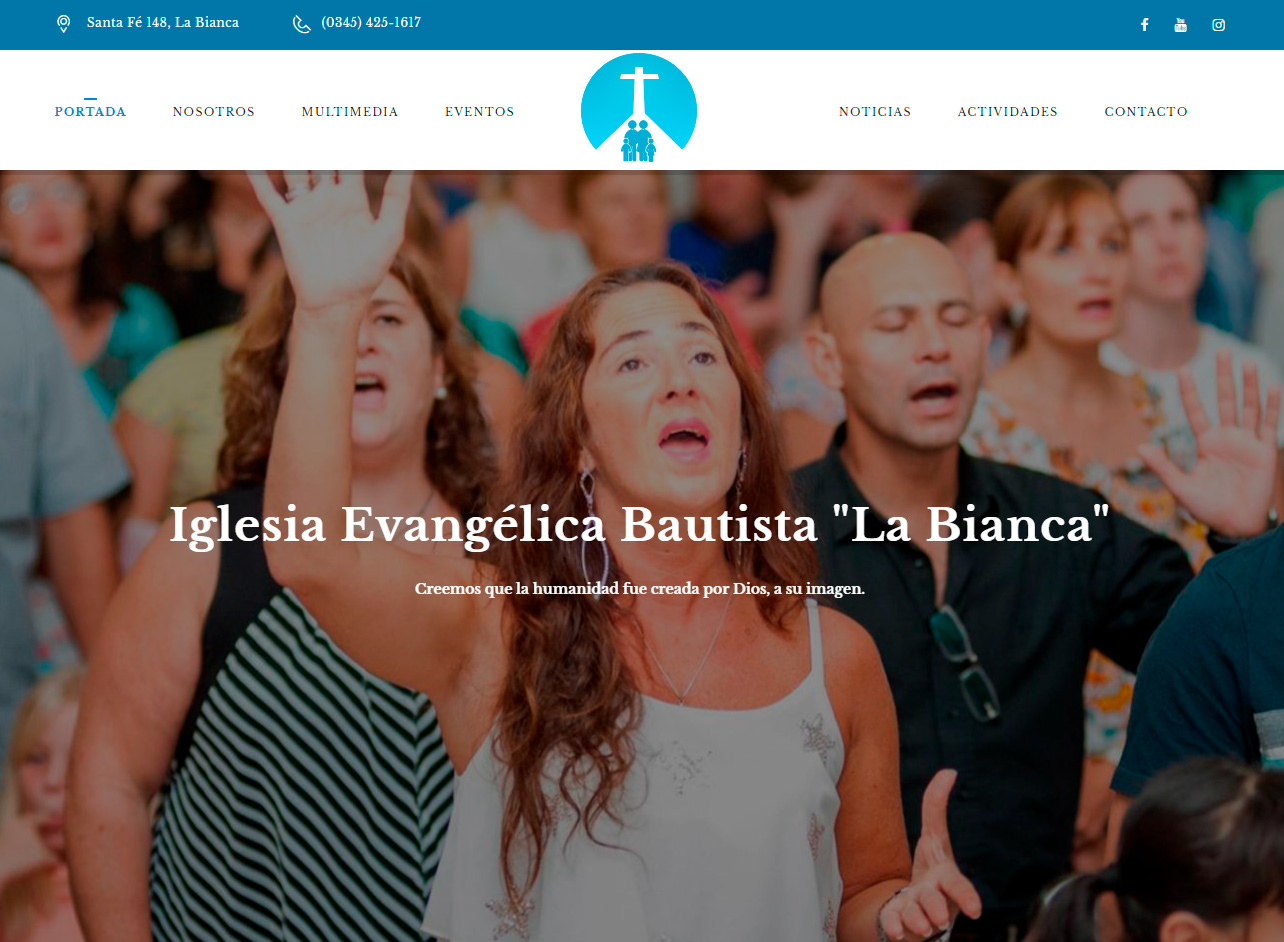 Santa Fé 148, La Bianca
(0345) 425-1617
PORTADA NOSOTROS MULTIMEDIA EVENTOS NOTICIAS ACTIVIDADES CONTACTO
Iglesia Evangélica Bautista "La Bianca"
Creemos que la humanidad fue creada por Dios, a su imagen.